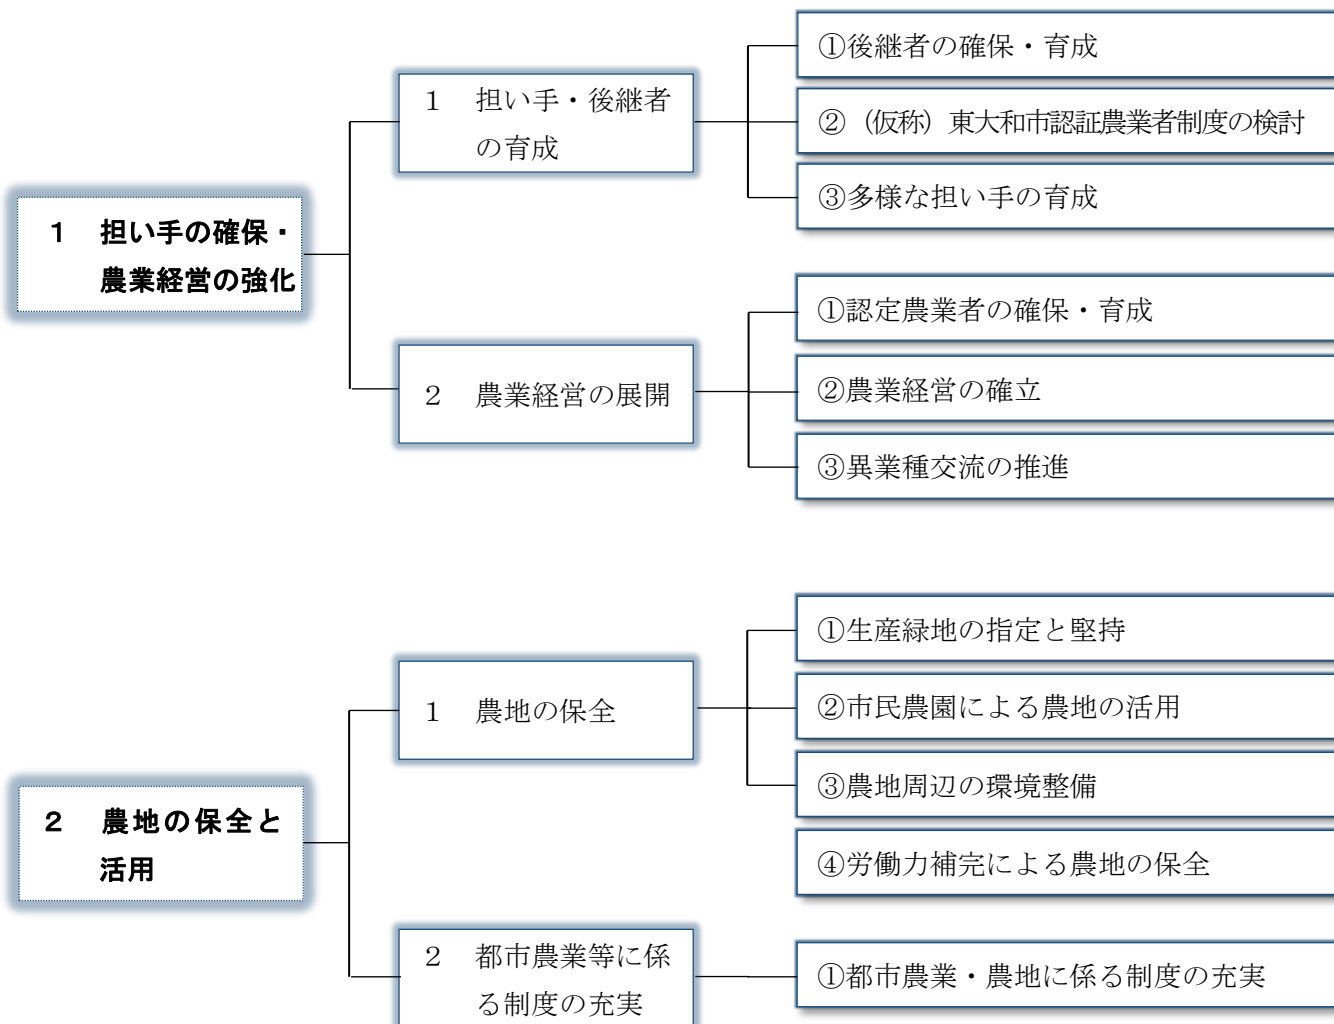 1 担い手の確保・
農業経営の強化
1 担い手・後継者
の育成
①後継者の確保・育成
②（仮称）東大和市認証農業者制度の検討
③多様な担い手の育成
2 農業経営の展開
①認定農業者の確保・育成
②農業経営の確立
③異業種交流の推進
2 農地の保全と
活用
1 農地の保全
①生産緑地の指定と堅持
②市民農園による農地の活用
③農地周辺の環境整備
④労働力補完による農地の保全
2 都市農業等に係
る制度の充実
①都市農業・農地に係る制度の充実